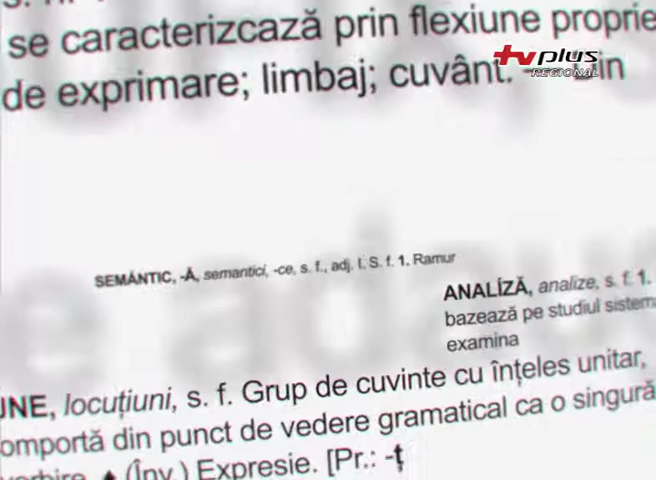 se caracterizcază prin flexiune proprie
de exprimare; limbaj; cuvânt. — Din
tvplus
REGIONAL
SEMÁNTIC, -Ă, semantici, -ce, s. f., adj. I. S. f. 1. Ramur
ANALÍZĂ, analize, s. f. 1.
bazează pe studiul sistem
examina
UNE, locuțiuni, s. f. Grup de cuvinte cu înțeles unitar,
omportă din punct de vedere gramatical ca o singură
vorbire. ♦ (Înv.) Expresie. [Pr.: -ț